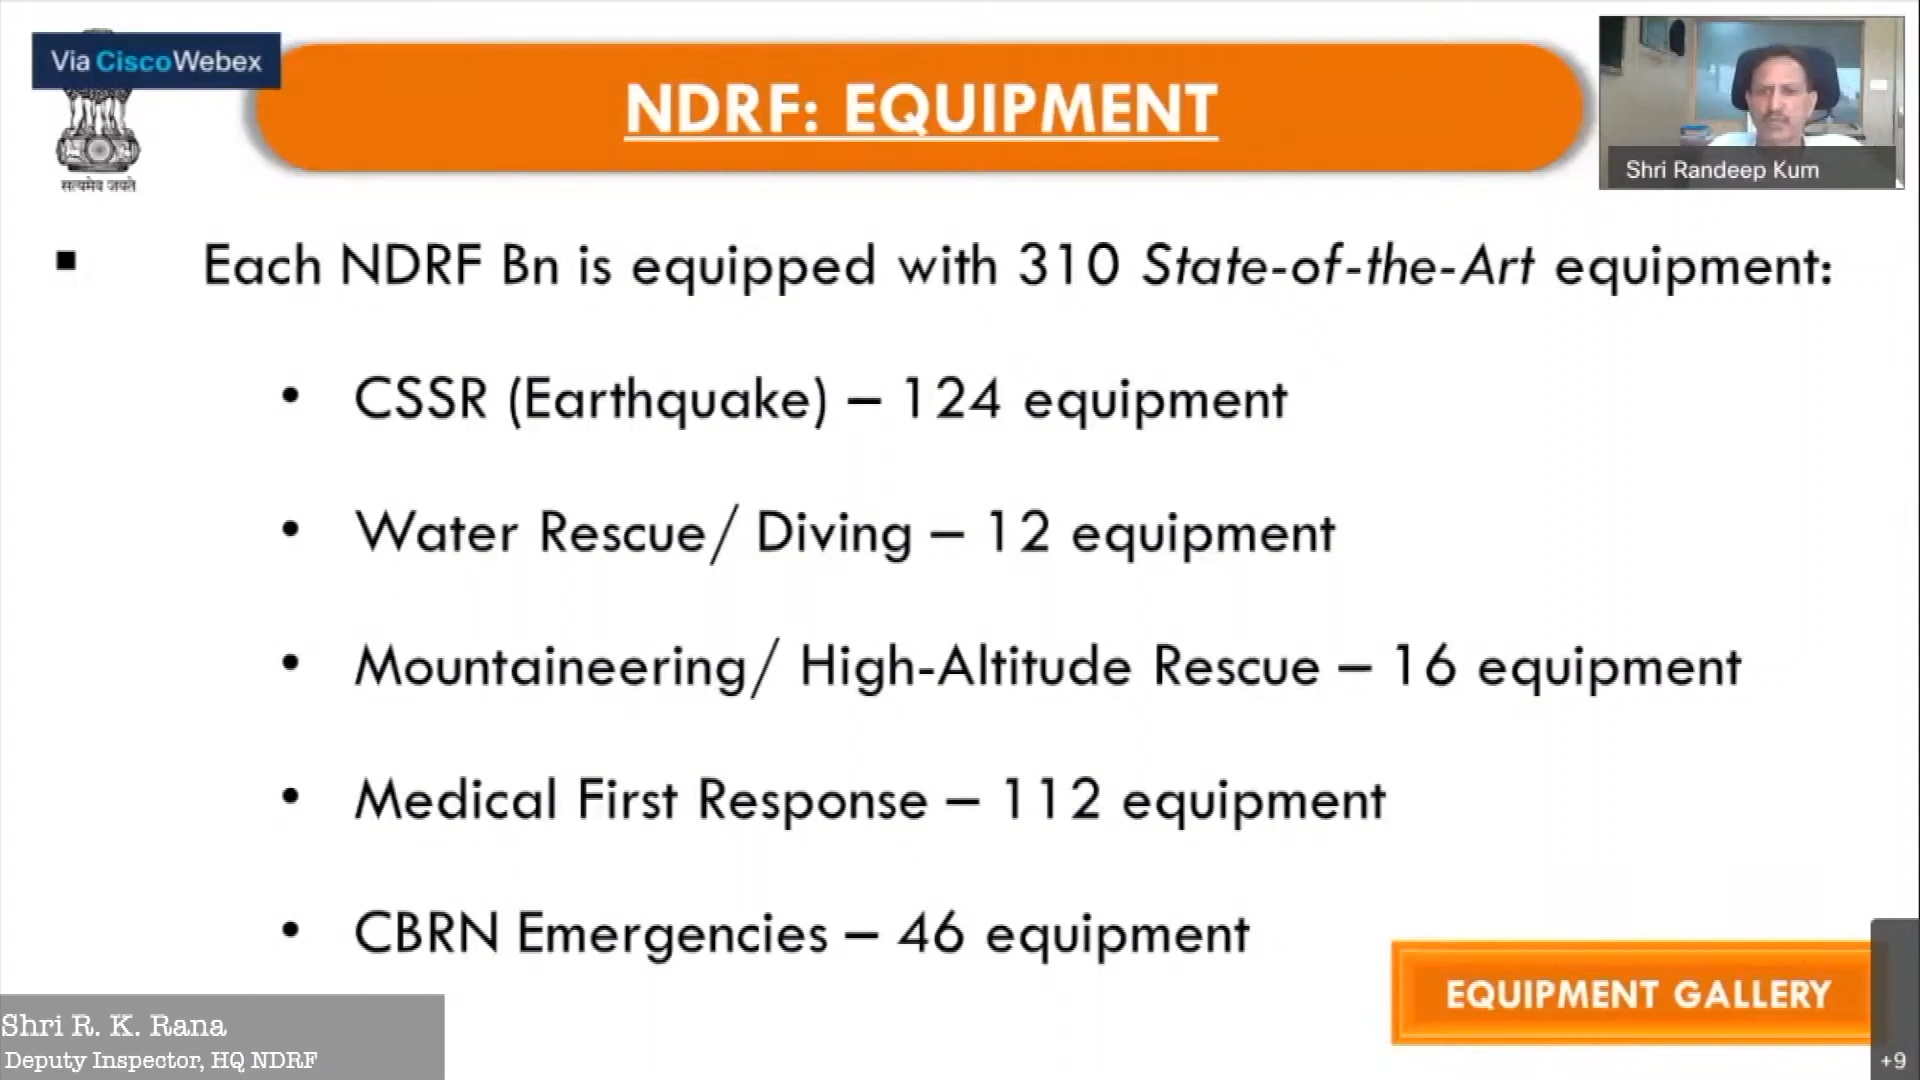 Via CiscoWebex
सत्यमेव जयते
NDRF: EQUIPMENT
Shri Randeep Kum
▪ Each NDRF Bn is equipped with 310 State-of-the-Art equipment:
• CSSR (Earthquake) – 124 equipment
• Water Rescue/ Diving – 12 equipment
• Mountaineering/ High-Altitude Rescue – 16 equipment
• Medical First Response – 112 equipment
• CBRN Emergencies – 46 equipment
EQUIPMENT GALLERY
Shri R. K. Rana
Deputy Inspector, HQ NDRF
+9